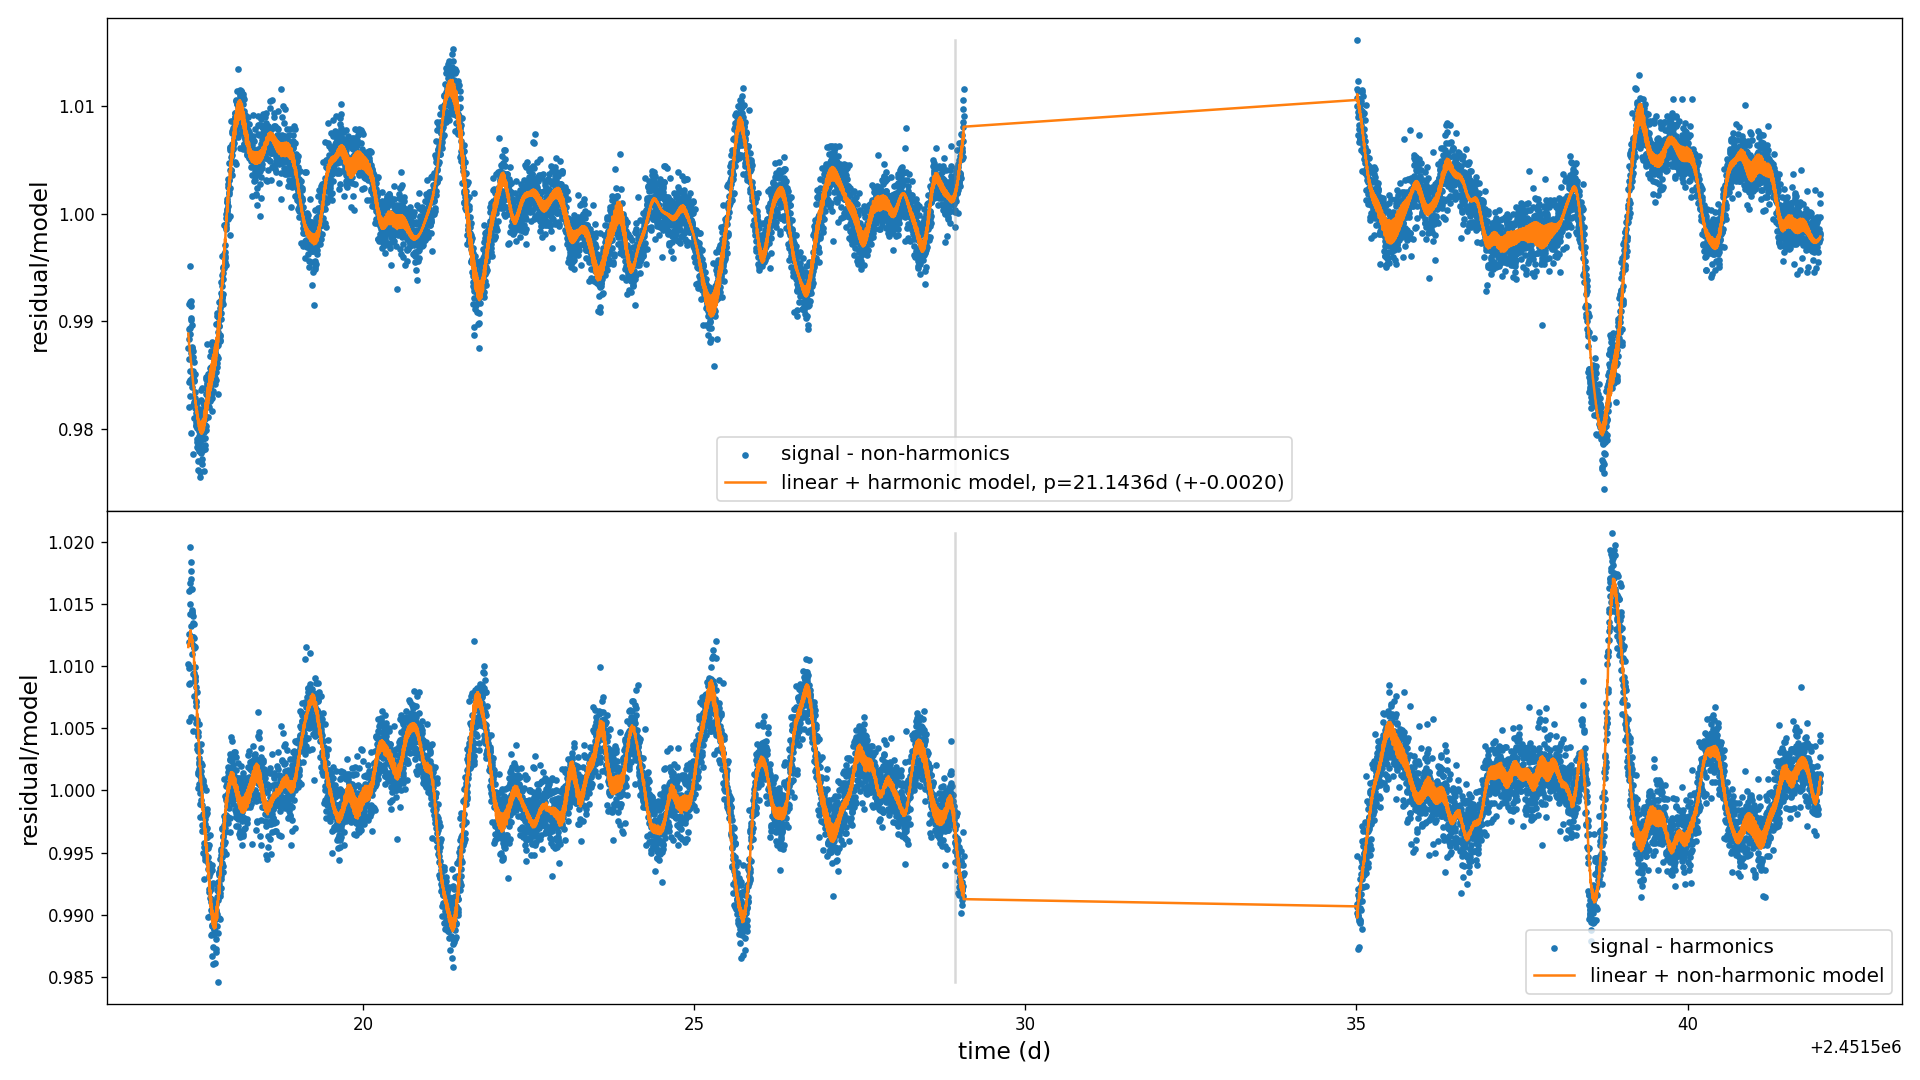 residual/model
1.01
1.00
0.99
0.98
signal - non-harmonics
linear + harmonic model, p=21.1436d (+-0.0020)
residual/model
1.020
1.015
1.010
1.005
1.000
0.995
0.990
0.985
signal - harmonics
linear + non-harmonic model
20
25
30
35
40
time (d)
+2.4515e6